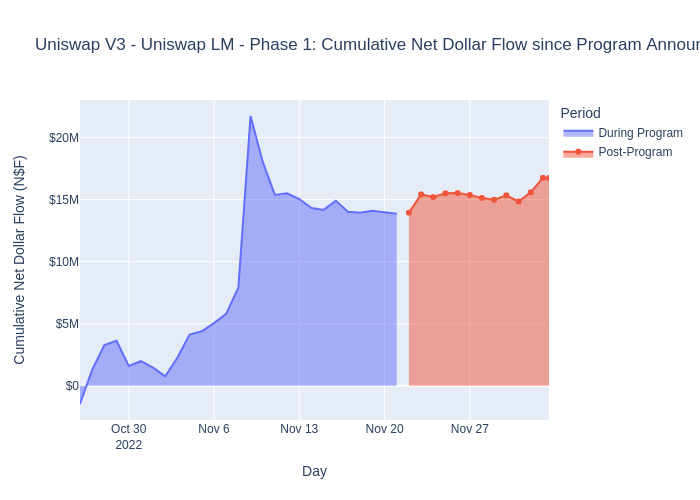 Uniswap V3 - Uniswap LM - Phase 1: Cumulative Net Dollar Flow since Program Announ
Period
During Program
Post-Program
Cumulative Net Dollar Flow (N$F)
$20M
$15M
$10M
$5M
$0
Oct 30
2022
Nov 6
Nov 13
Nov 20
Nov 27
Day